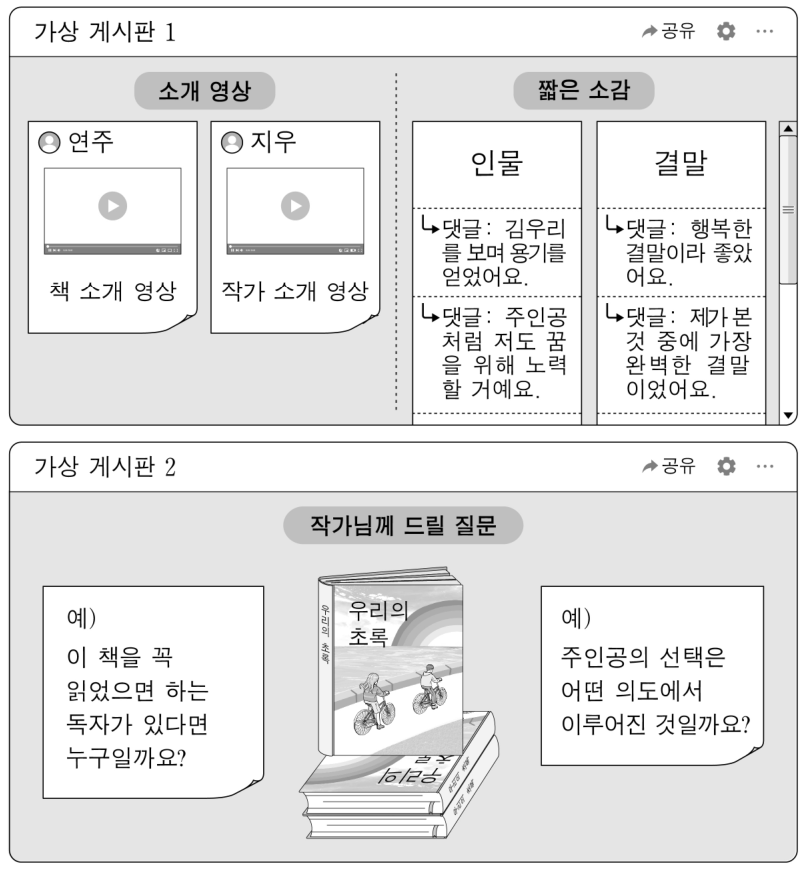 가상 게시판 1
공유
소개 영상
짧은 소감
연주
책 소개 영상
지우
작가 소개 영상
인물
댓글: 김우리
를 보며 용기를
얻었어요.
댓글: 주인공
처럼 저도 꿈
을 위해 노력
할 거예요.
결말
댓글: 행복한
결말이라 좋았
어요.
댓글: 제가 본
것 중에 가장
완벽한 결말
이었어요.
가상 게시판 2
공유
작가님께 드릴 질문
예)
이 책을 꼭
읽었으면 하는
독자가 있다면
누구일까요?
우리의 초록
우리의
초록
우리의
예)
주인공의 선택은
어떤 의도에서
이루어진 것일까요?